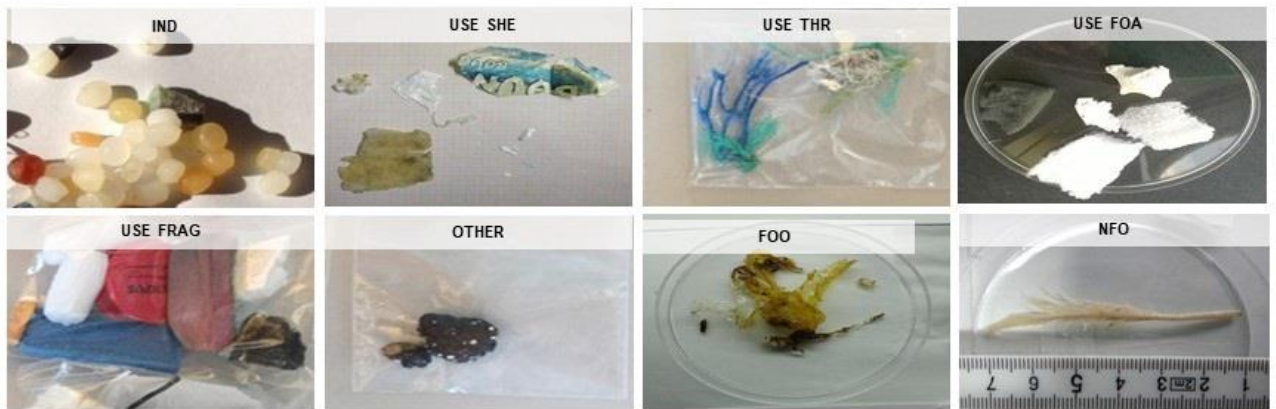 IND
USE SHE
USE THR
USE FOA
USE FRAG
OTHER
FOO
NFO
7 6 5 4 3 2 1